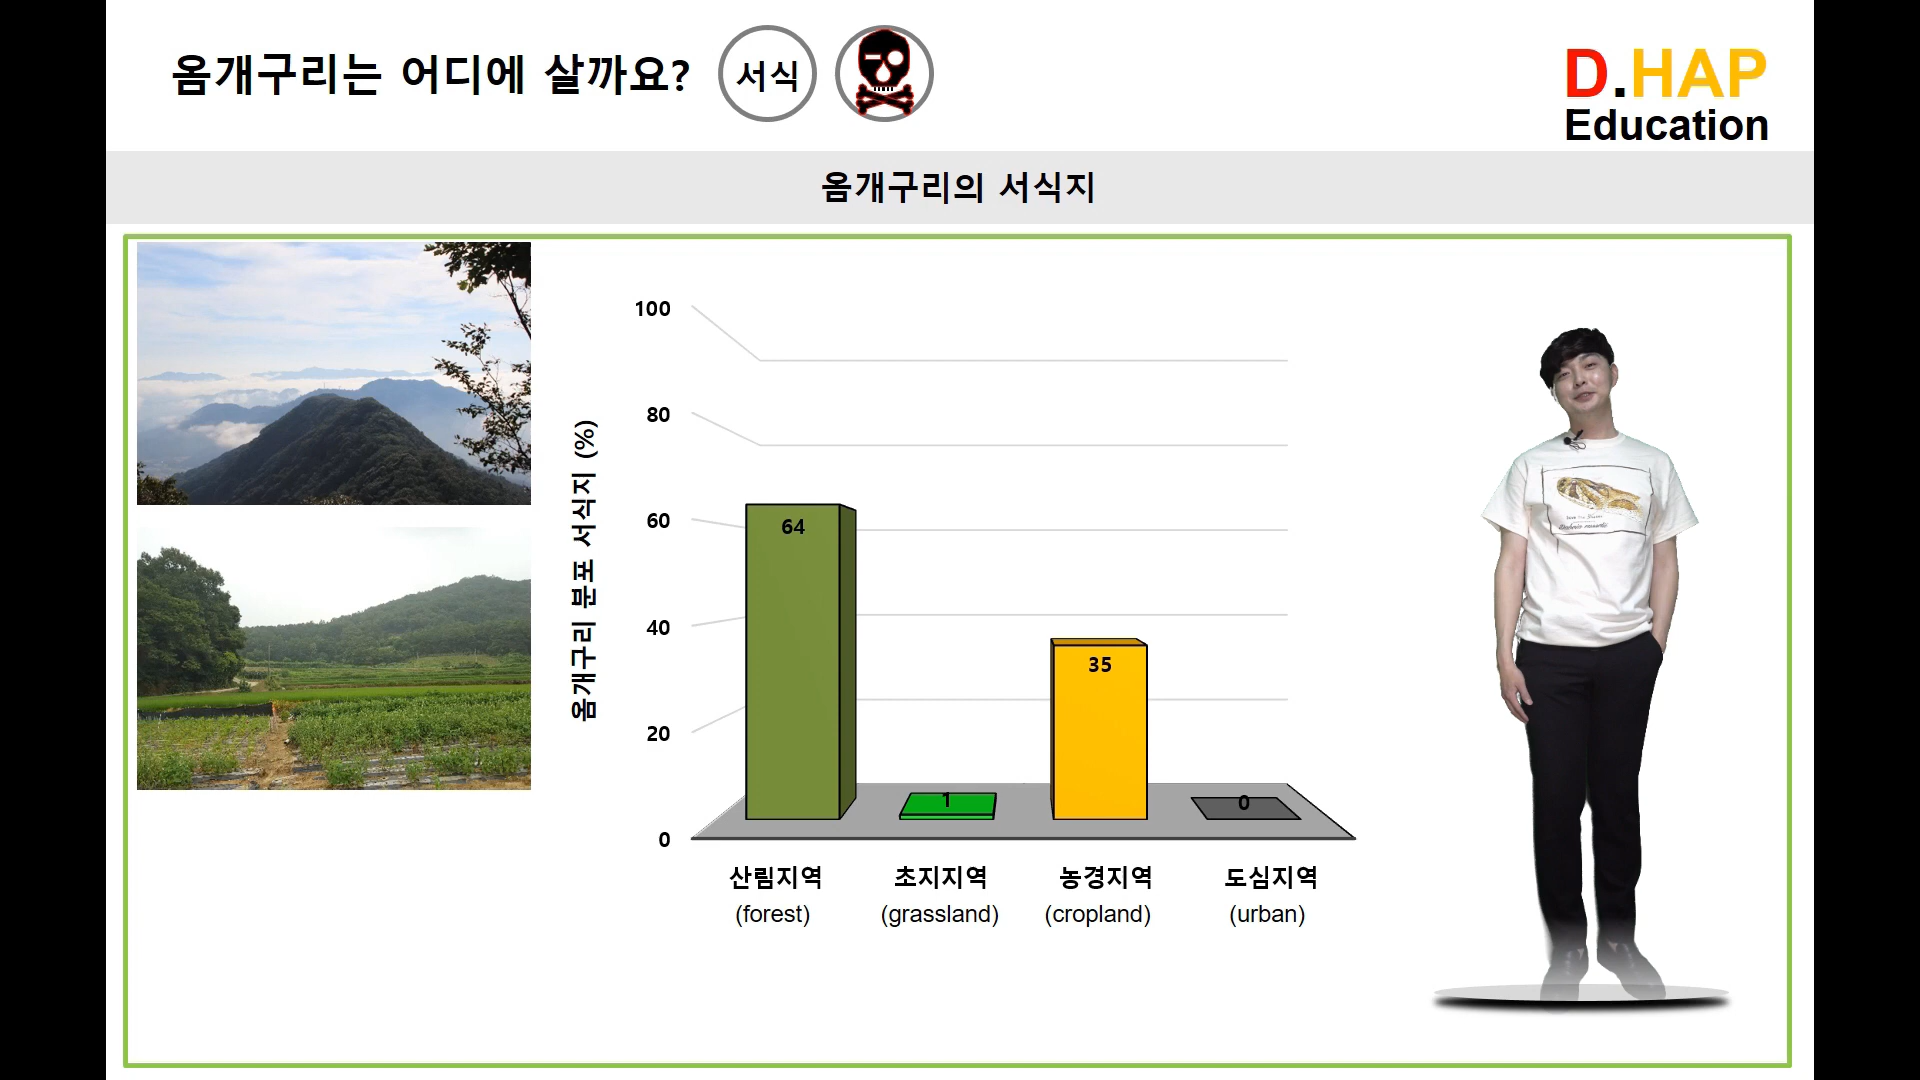 옴개구리는 어디에 살까요?
서식
D.HAP
Education
옴개구리의 서식지
옴개구리 분포 서식지 (%)
100
80
60
40
20
0
64
1
35
0
산림지역
(forest)
초지지역
(grassland)
농경지역
(cropland)
도심지역
(urban)